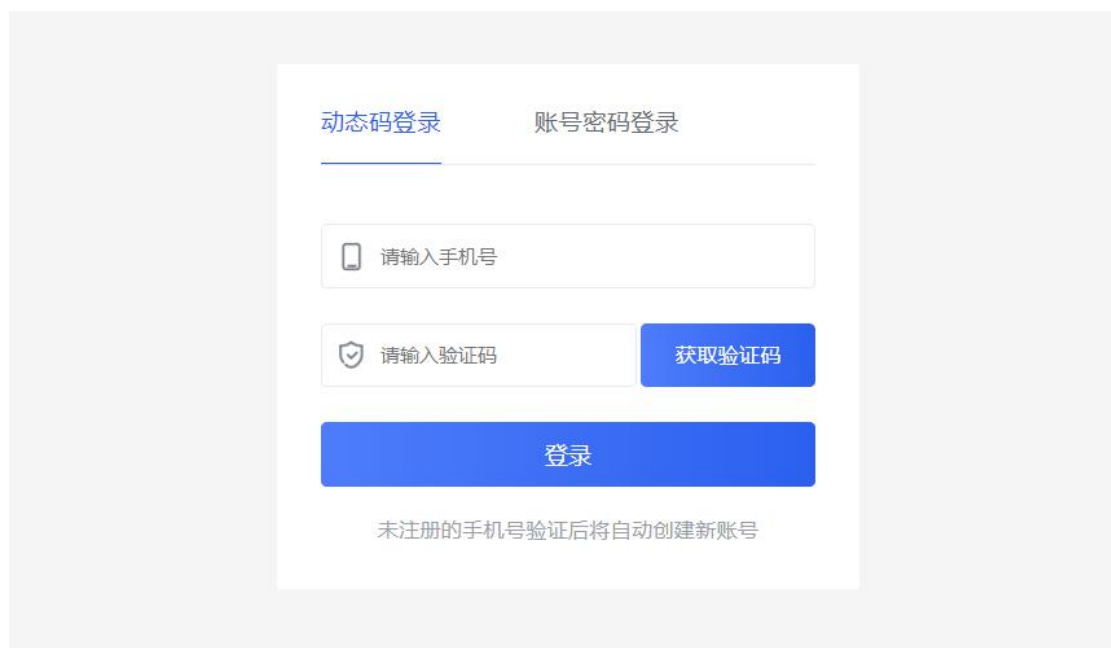 动态码登录 账号密码登录
请输入手机号
请输入验证码 获取验证码
登录
未注册的手机号验证后将自动创建新账号